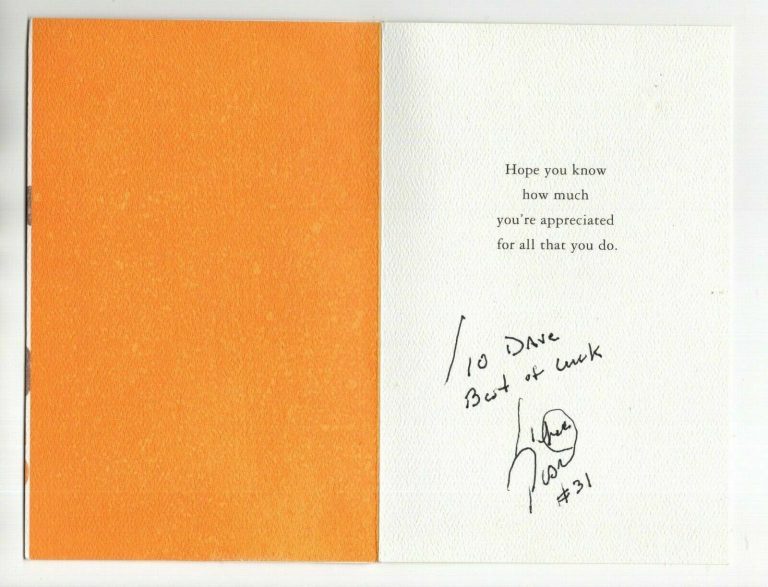 Hope you know
how much
you're appreciated
for all that you do.
To Dave
Best of Luck
#31